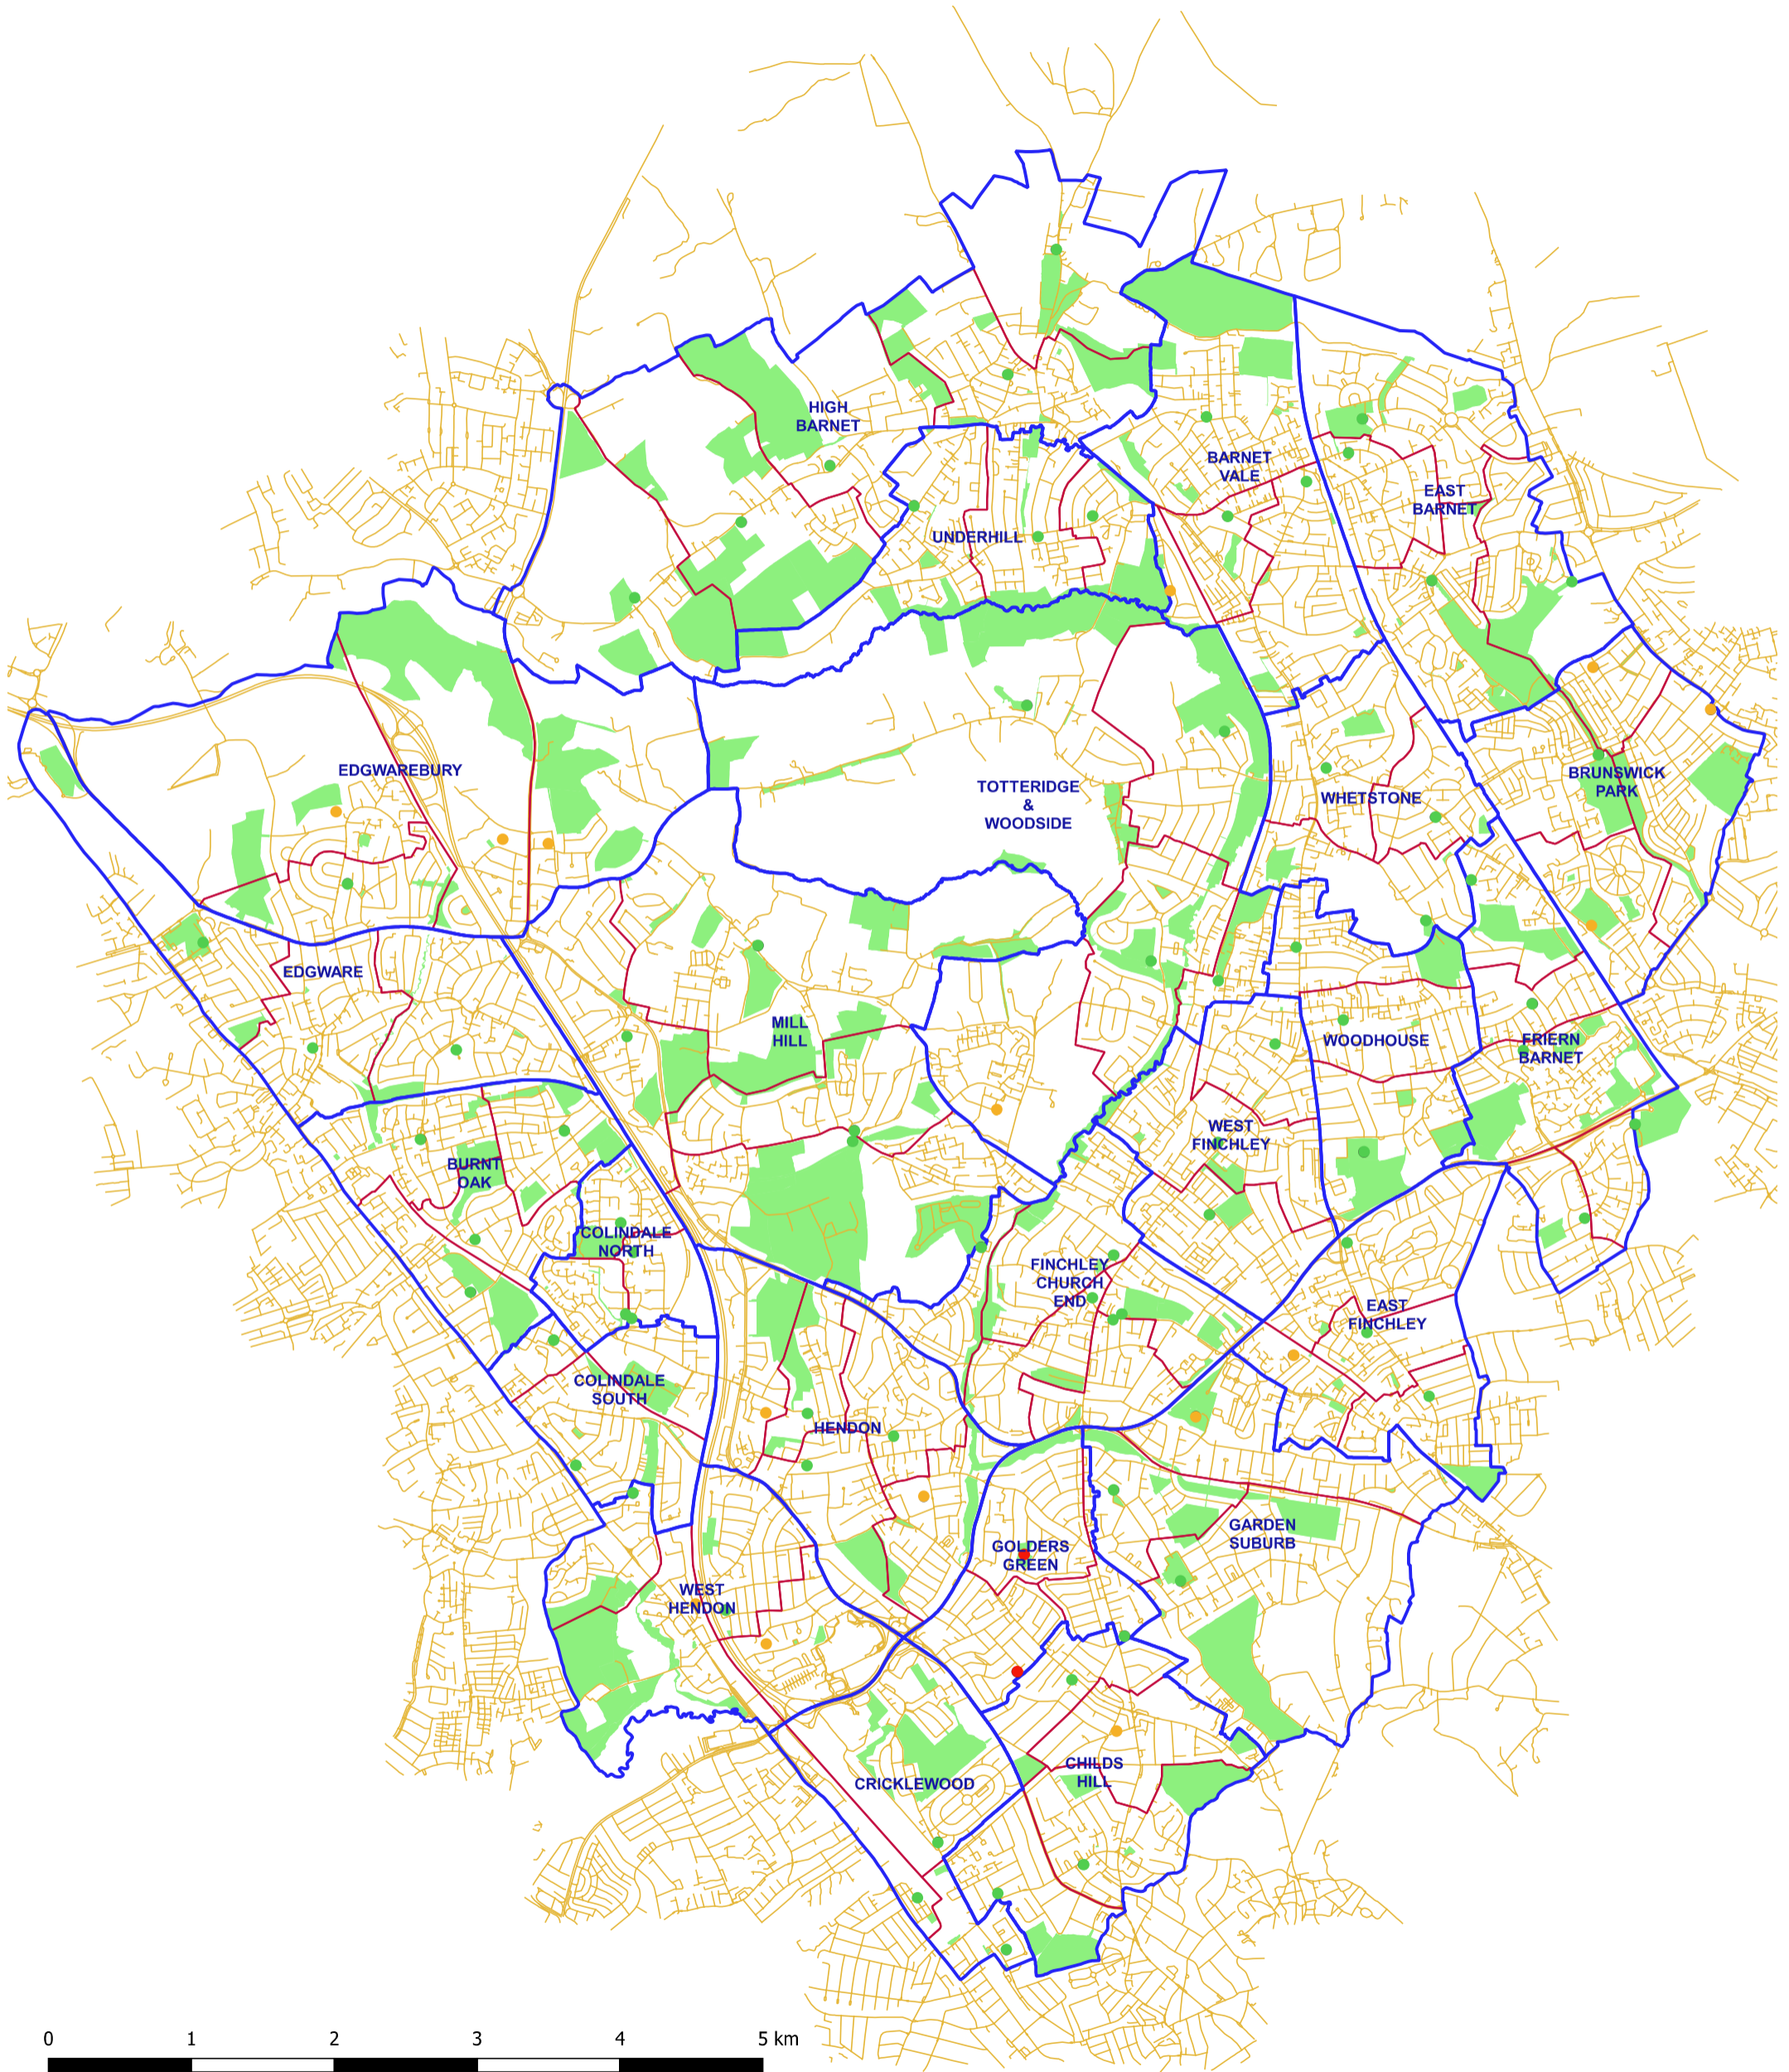 HIGH
BARNET
BARNET
VALE
EAST
BARNET
UNDERHILL
EDGWAREBURY
TOTTERIDGE
&
WOODSIDE
WHETSTONE
BRUNSWICK
PARK
EDGWARE
MILL
HILL
WOODHOUSE
FRIERN
BARNET
WEST
FINCHLEY
BURNT
OAK
COLINDALE
NORTH
FINCHLEY
CHURCH
END
EAST
FINCHLEY
COLINDALE
SOUTH
HENDON
GARDEN
SUBURB
GOLDERS
GREEN
WEST
HENDON
CHILDS
HILL
CRICKLEWOOD
0 1 2 3 4 5 km